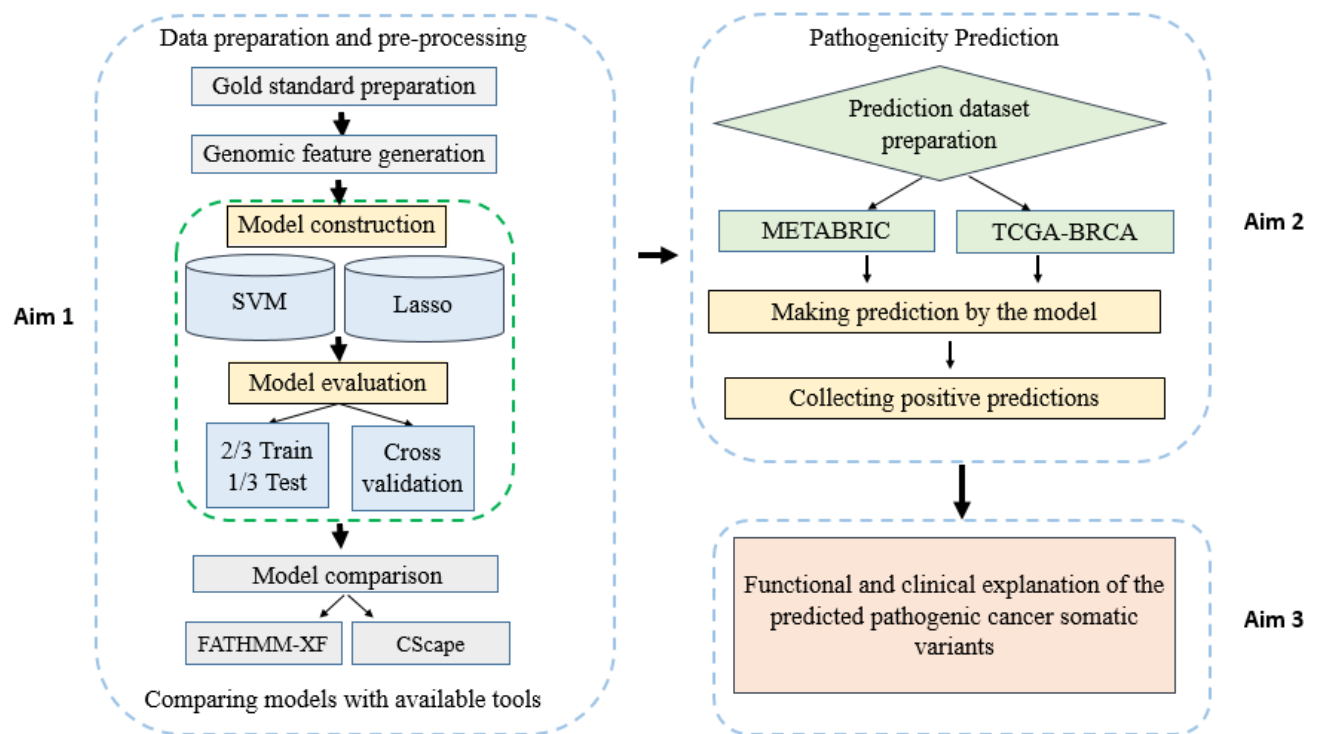 Data preparation and pre-processing
Gold standard preparation
Genomic feature generation
Model construction
SVM
Lasso
Aim 1
Model evaluation
2/3 Train
1/3 Test
Cross
validation
Model comparison
FATHMM-XF
CScape
Comparing models with available tools
Pathogenicity Prediction
Prediction dataset
preparation
METABRIC
TCGA-BRCA
Aim 2
Making prediction by the model
Collecting positive predictions
Functional and clinical explanation of the
predicted pathogenic cancer somatic
variants
Aim 3